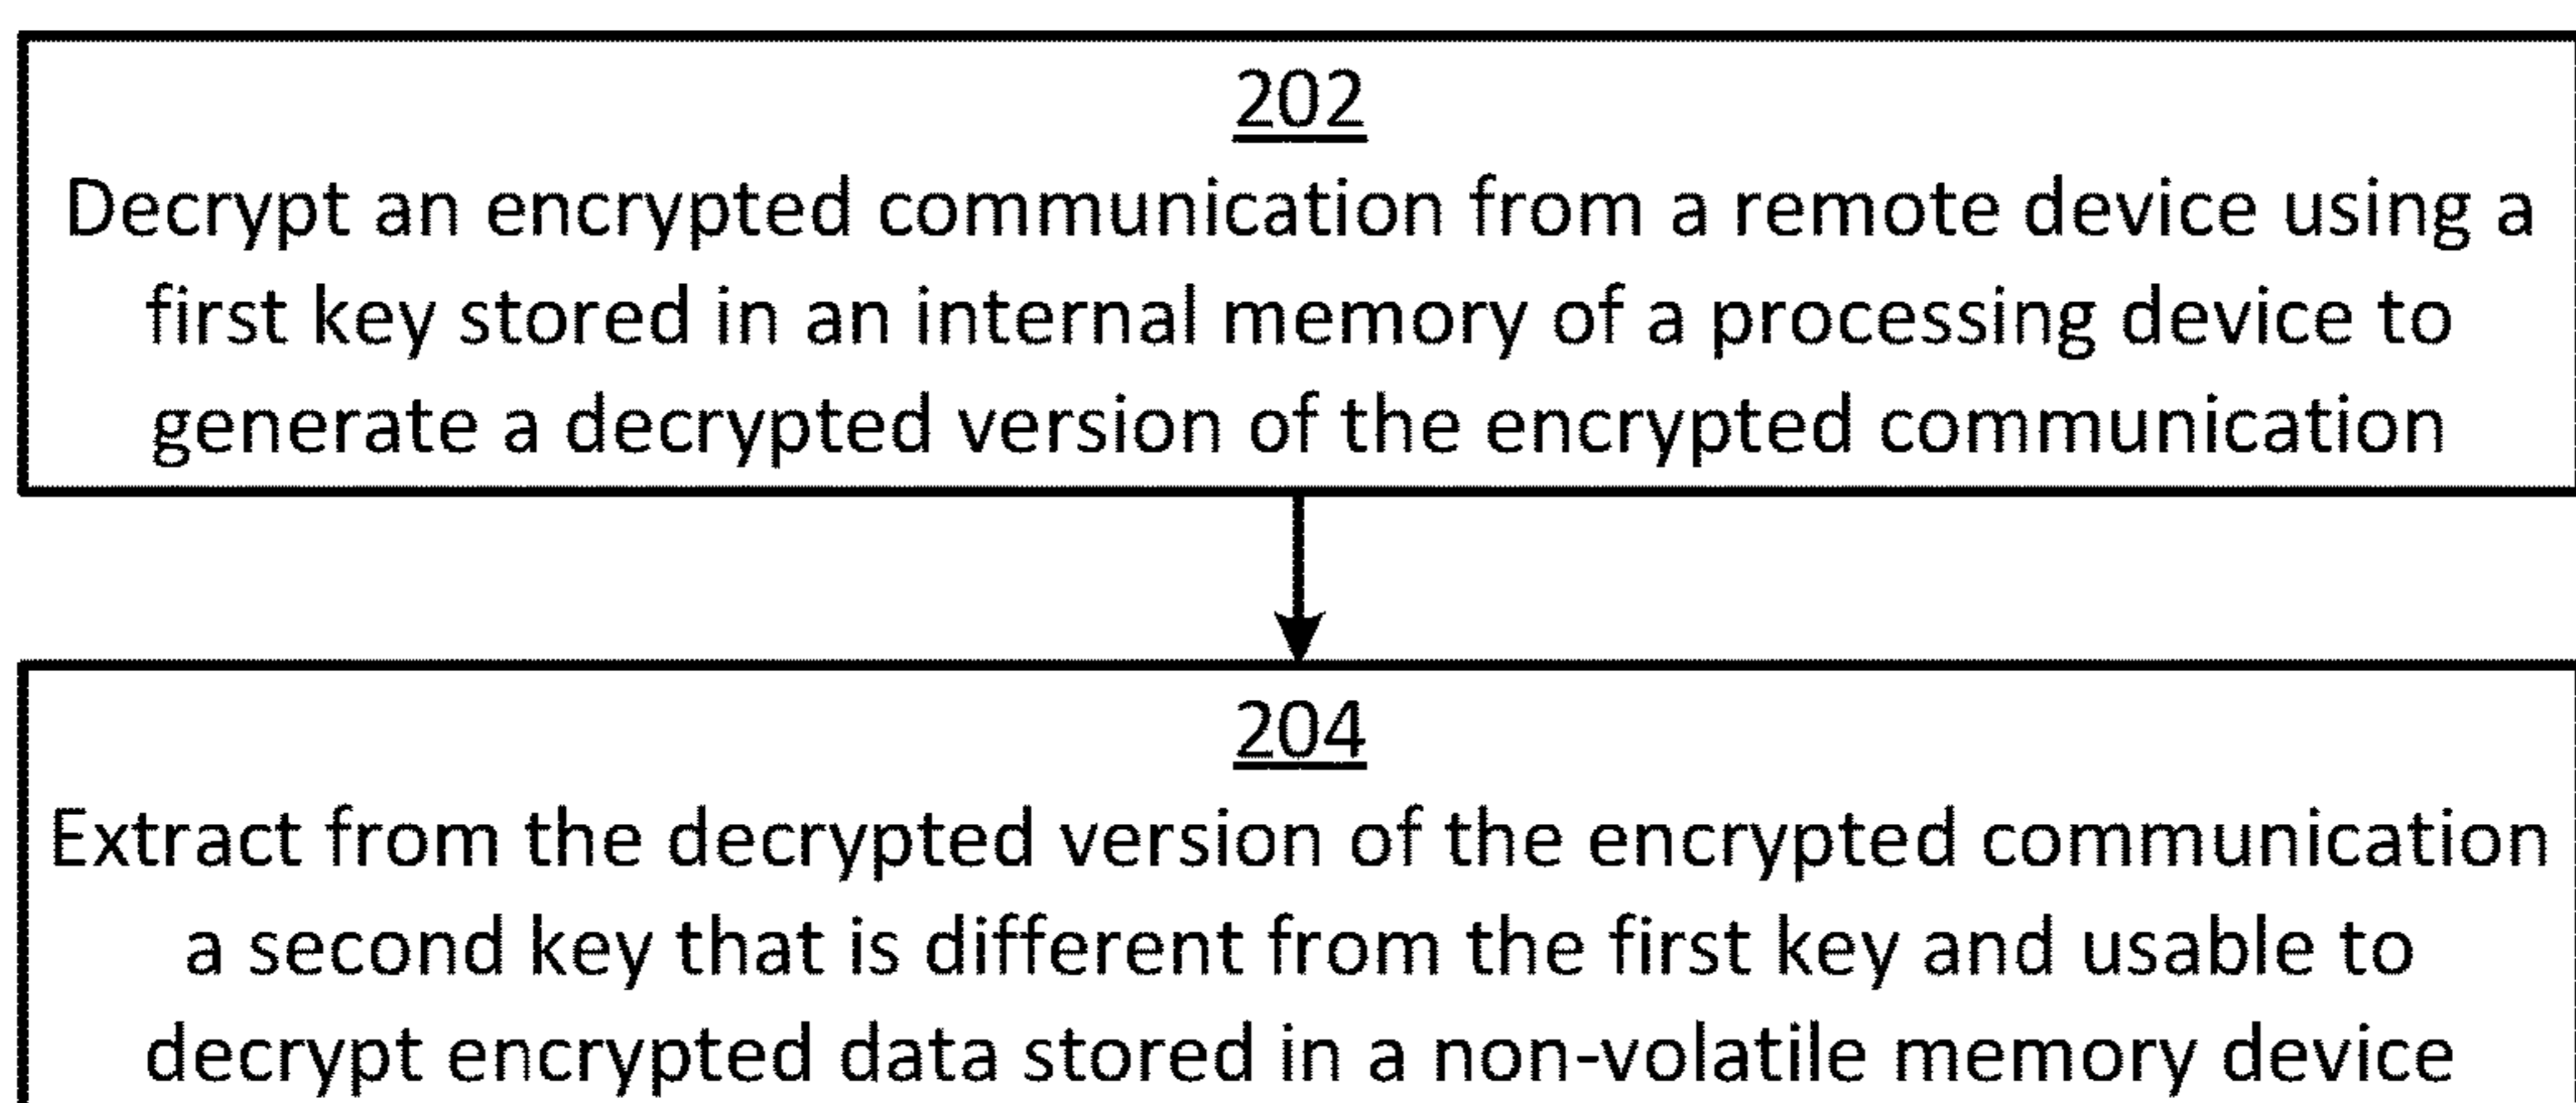 202
Decrypt an encrypted communication from a remote device using a
first key stored in an internal memory of a processing device to
generate a decrypted version of the encrypted communication
204
Extract from the decrypted version of the encrypted communication
a second key that is different from the first key and usable to
decrypt encrypted data stored in a non-volatile memory device